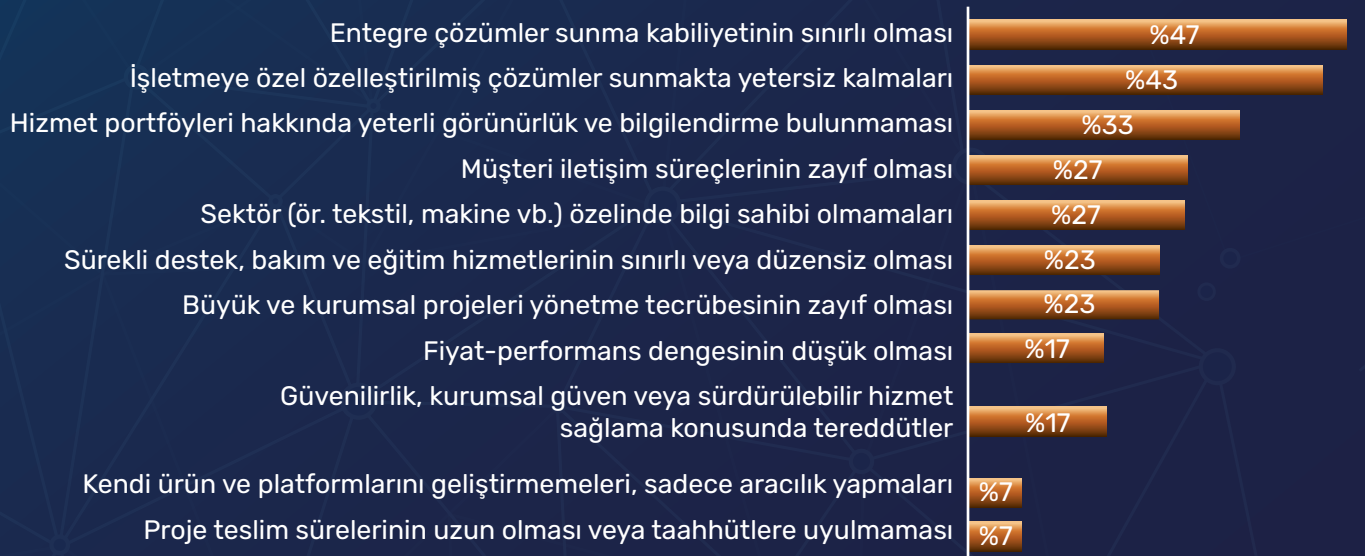 Entegre çözümler sunma kabiliyetinin sınırlı olması %47
İşletmeye özel özelleştirilmiş çözümler sunmakta yetersiz kalmaları %43
Hizmet portföyleri hakkında yeterli görünürlük ve bilgilendirme bulunmaması %33
Müşteri iletişim süreçlerinin zayıf olması %27
Sektör (ör. tekstil, makine vb.) özelinde bilgi sahibi olmamaları %27
Sürekli destek, bakım ve eğitim hizmetlerinin sınırlı veya düzensiz olması %23
Büyük ve kurumsal projeleri yönetme tecrübesinin zayıf olması %23
Fiyat-performans dengesinin düşük olması %17
Güvenilirlik, kurumsal güven veya sürdürülebilir hizmet
sağlama konusunda tereddütler %17
Kendi ürün ve platformlarını geliştirmemeleri, sadece aracılık yapmaları %7
Proje teslim sürelerinin uzun olması veya taahhütlere uyulmaması %7